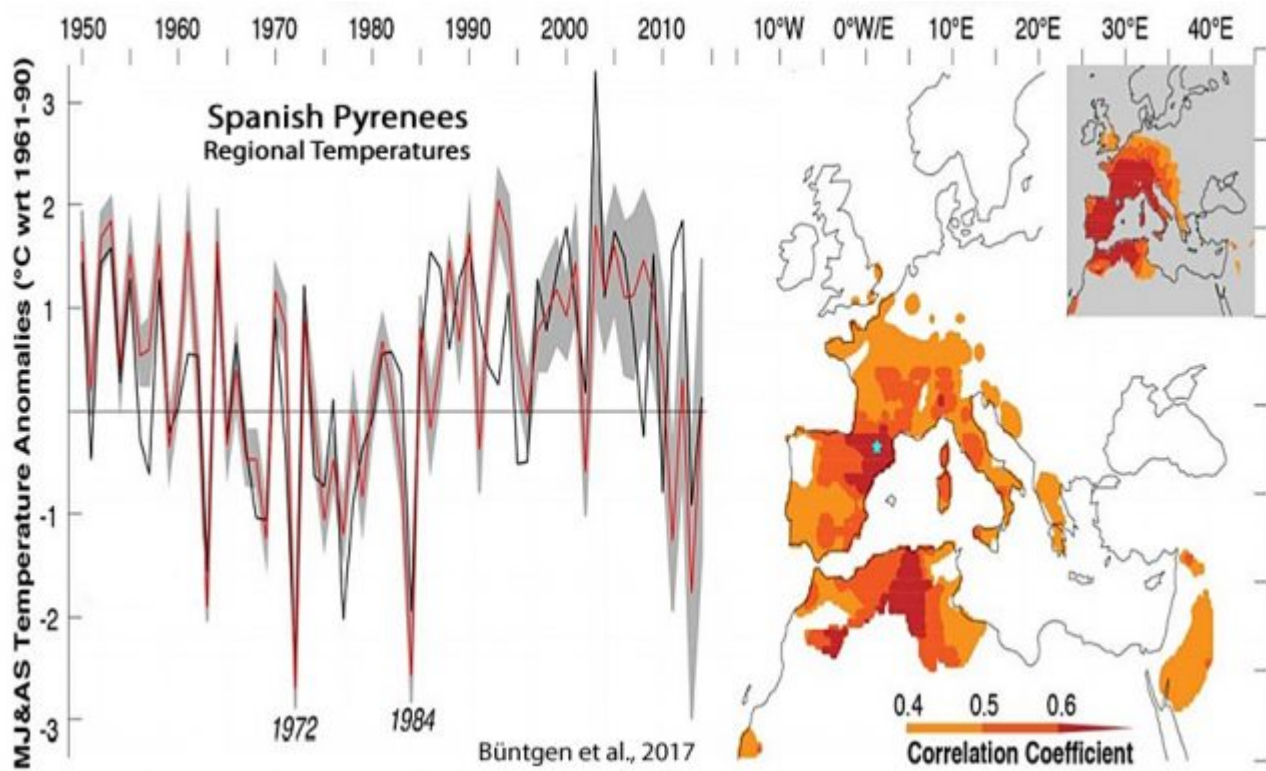 1950 1960 1970 1980 1990 2000 2010
10°W 0°W/E 10°E 20°E 30°E 40°E
MJ&AS Temperature Anomalies (°C wrt 1961-90)
3
2
1
-1
-2
-3
Spanish Pyrenees
Regional Temperatures
1972
1984
Büntgen et al., 2017
0.4 0.5 0.6
Correlation Coefficient